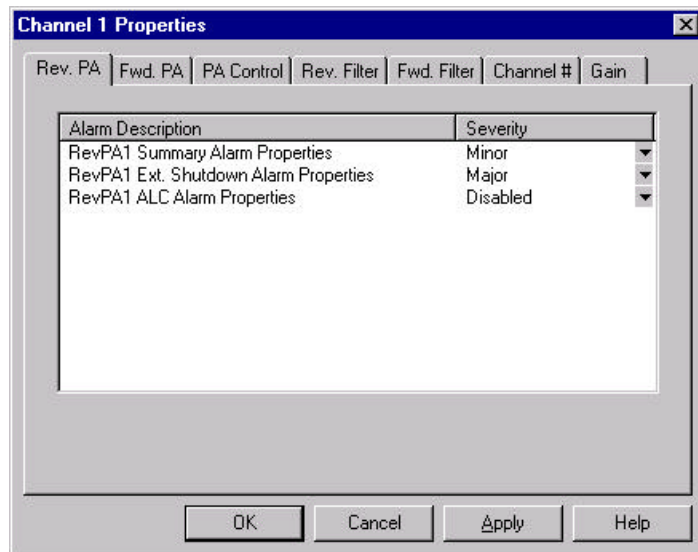 Channel 1 Properties
Rev. PA Fwd. PA PA Control Rev. Filter Fwd. Filter Channel # Gain
Alarm Description Severity
RevPA1 Summary Alarm Properties Minor
RevPA1 Ext. Shutdown Alarm Properties Major
RevPA1 ALC Alarm Properties Disabled
OK Cancel Apply Help